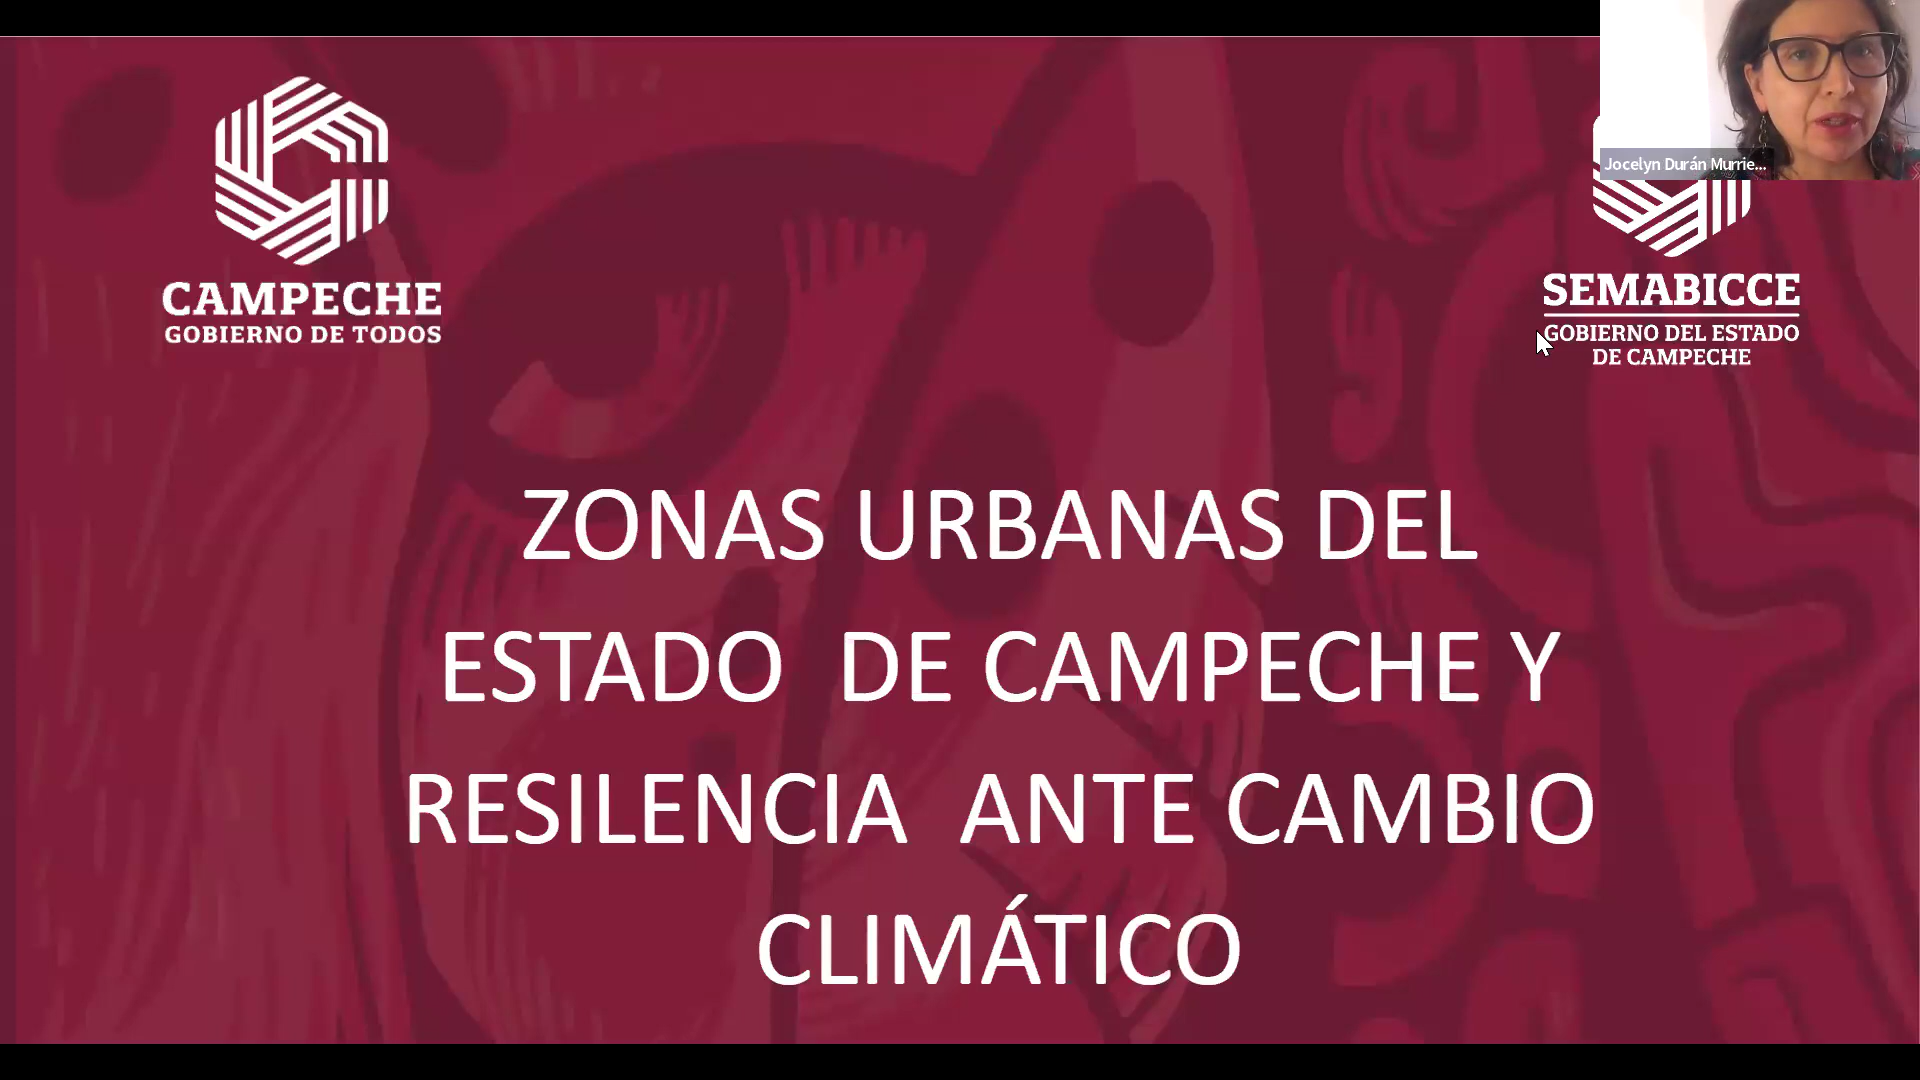 CAMPECHE
GOBIERNO DE TODOS
Jocelyn Durán Murrie...
SEMABICCE
GOBIERNO DEL ESTADO
DE CAMPECHE
ZONAS URBANAS DEL
ESTADO DE CAMPECHE Y
RESILENCIA ANTE CAMBIO
CLIMÁTICO